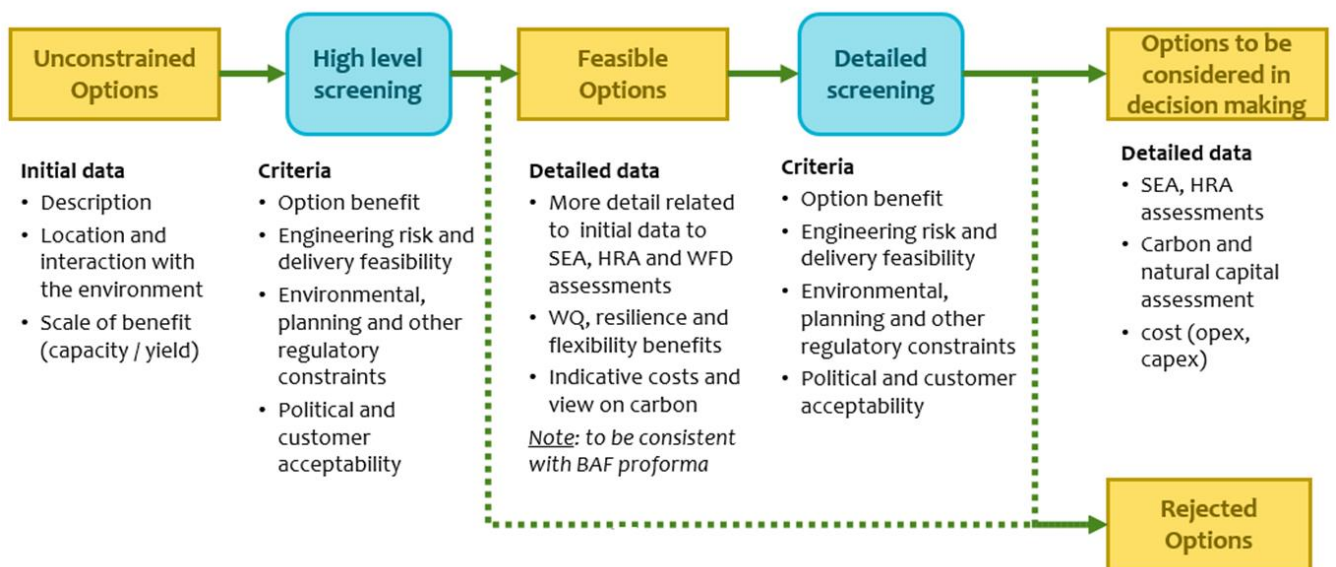 Unconstrained
Options
High level
screening
Feasible
Options
Detailed
screening
Options to be
considered in
decision making
Initial data
• Description
• Location and
interaction with
the environment
• Scale of benefit
(capacity / yield)
Criteria
• Option benefit
• Engineering risk and
delivery feasibility
• Environmental,
planning and other
regulatory
constraints
• Political and
customer
acceptability
Detailed data
• More detail related
to initial data to
SEA, HRA and WFD
assessments
• WQ, resilience and
flexibility benefits
• Indicative costs and
view on carbon
Note: to be consistent
with BAF proforma
Criteria
• Option benefit
• Engineering risk and
delivery feasibility
• Environmental,
planning and other
regulatory constraints
• Political and customer
acceptability
Detailed data
• SEA, HRA
assessments
• Carbon and
natural capital
assessment
• cost (opex,
capex)
Rejected
Options